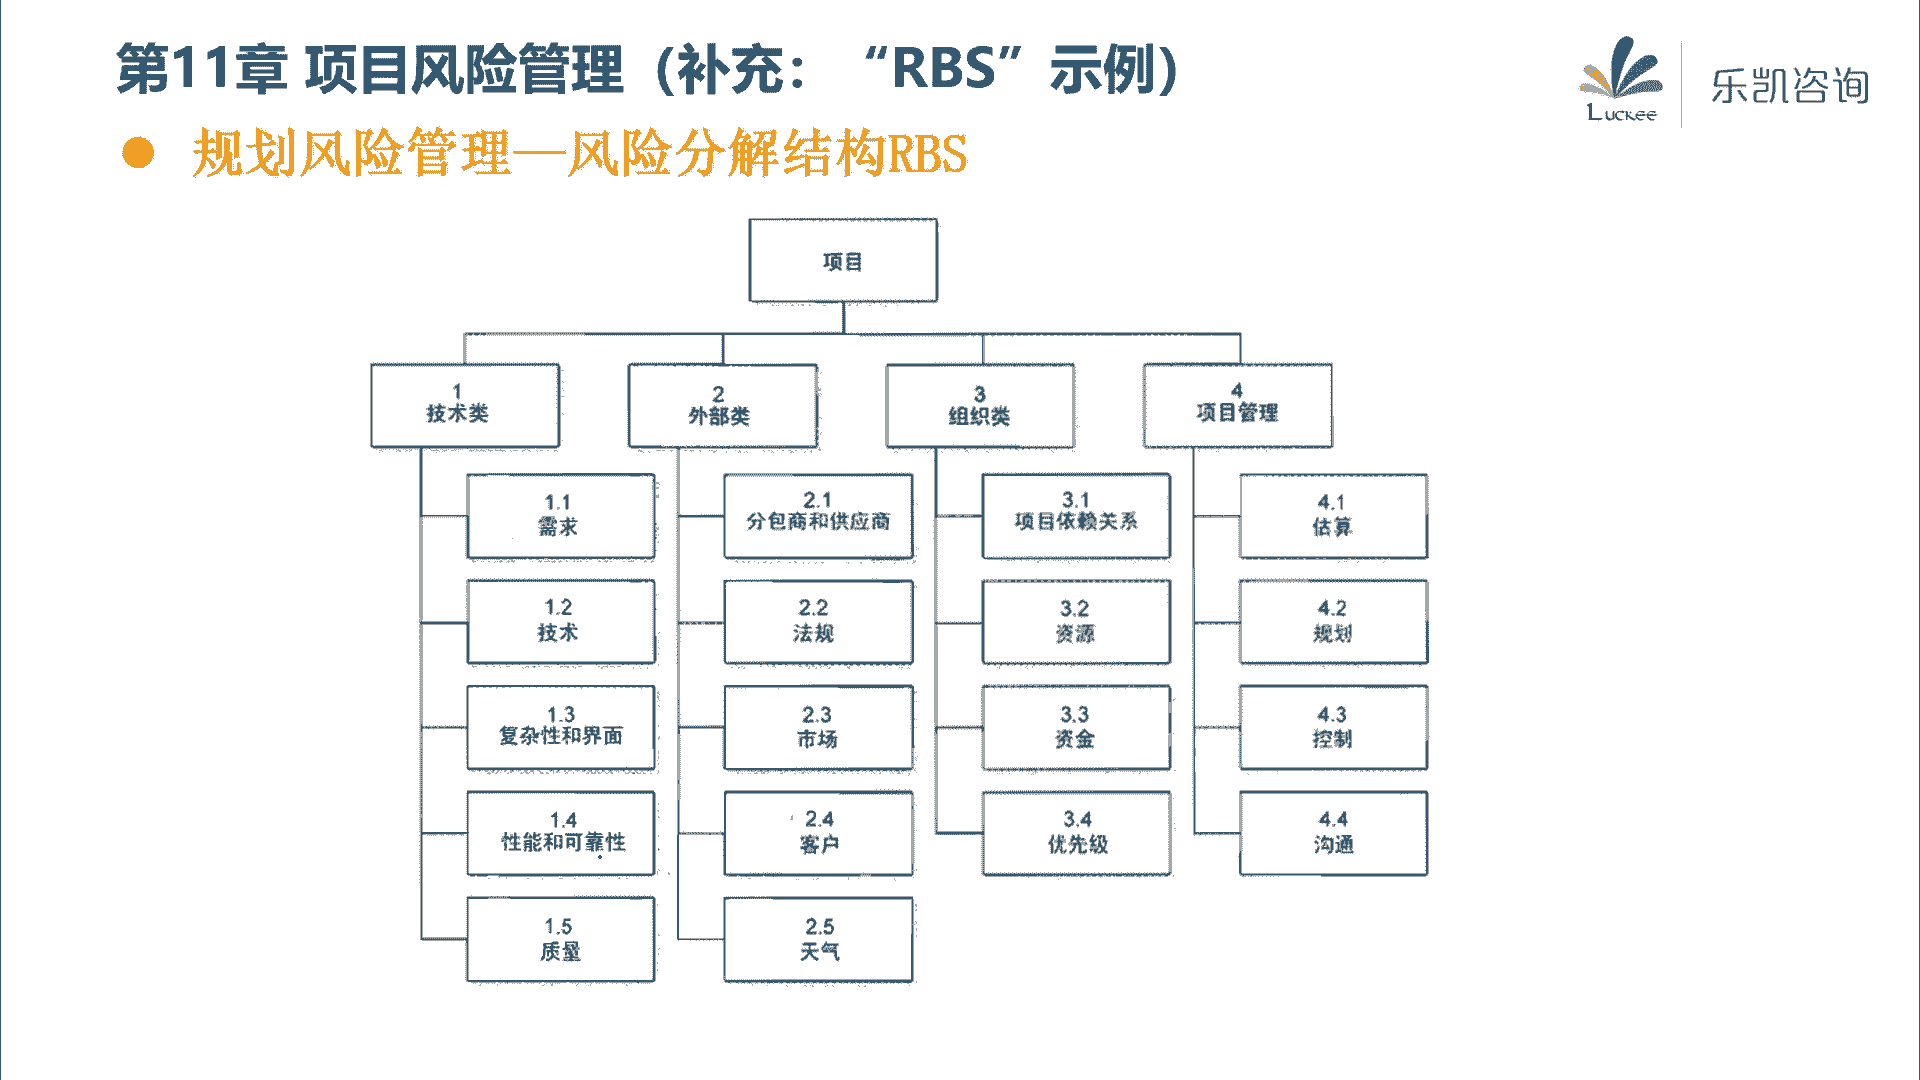 第11章 项目风险管理（补充：“RBS”示例）
LUCKEE
乐凯咨询
规划风险管理—风险分解结构RBS
项目
1
技术类
2
外部类
3
组织类
4
项目管理
1.1
需求
2.1
分包商和供应商
3.1
项目依赖关系
4.1
估算
1.2
技术
2.2
法规
3.2
资源
4.2
规划
1.3
复杂性和界面
2.3
市场
3.3
资金
4.3
控制
1.4
性能和可靠性
2.4
客户
3.4
优先级
4.4
沟通
1.5
质量
2.5
天气